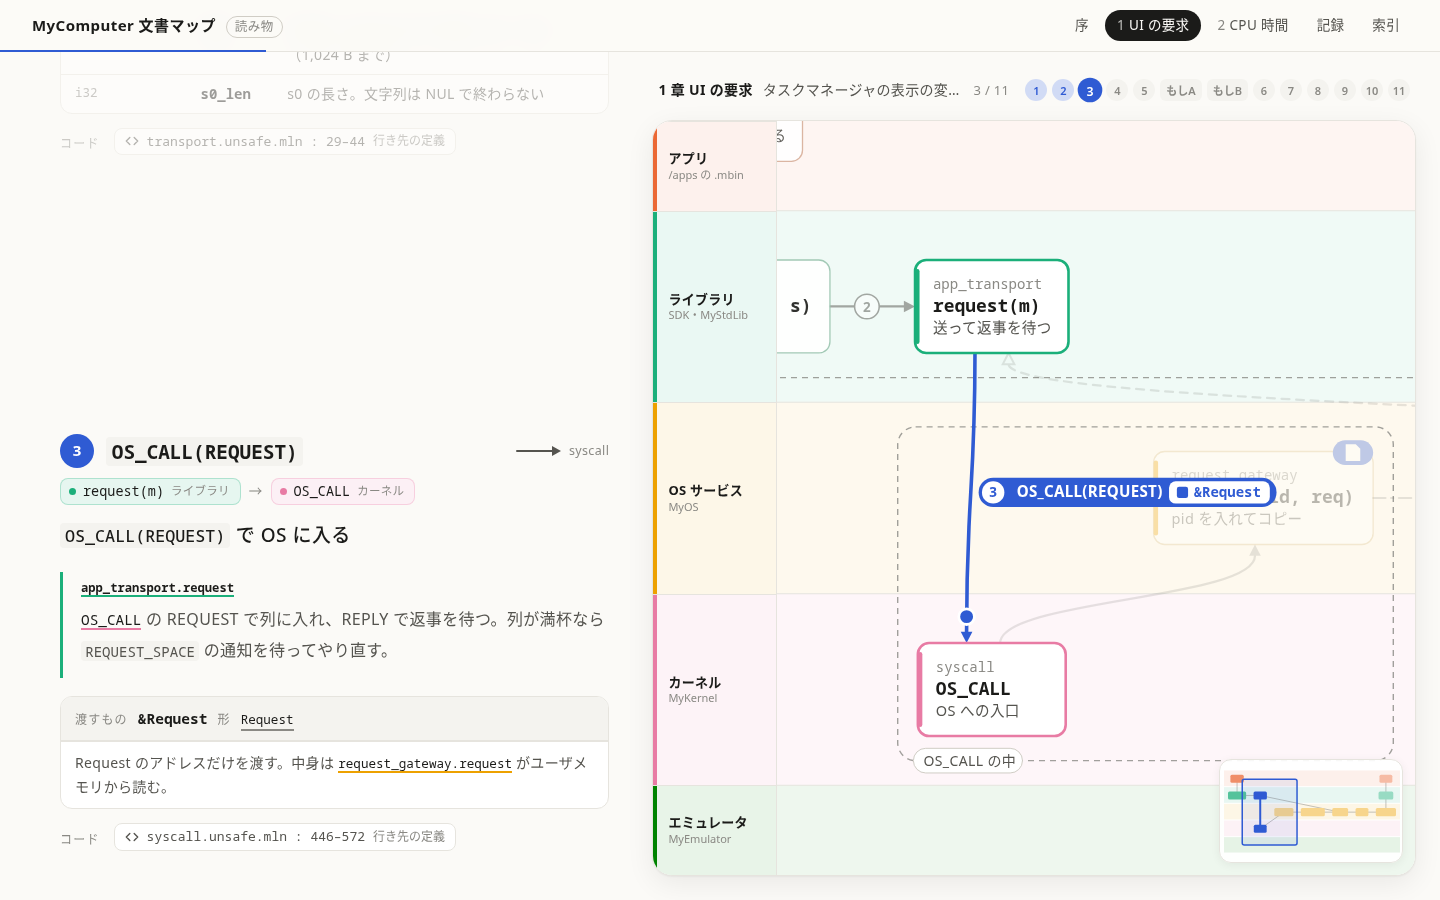 MyComputer 文書マップ 読み物
序 1 UI の要求 2 CPU 時間 記録 索引
(1,024 B まで)
i32 s0_len s0 の長さ。文字列は NUL で終わらない
コード <> transport.unsafe.mln : 29–44 行き先の定義
3 OS_CALL(REQUEST) syscall
request(m) ライブラリ → OS_CALL カーネル
OS_CALL(REQUEST) で OS に入る
app_transport.request
OS_CALL の REQUEST で列に入れ、REPLY で返事を待つ。列が満杯なら
REQUEST_SPACE の通知を待ってやり直す。
渡すもの &Request 形 Request
Request のアドレスだけを渡す。中身は request_gateway.request がユーザメ
モリから読む。
コード <> syscall.unsafe.mln : 446–572 行き先の定義
1 章 UI の要求 タスクマネージャの表示の変… 3 / 11 1 2 3 4 5 もしA もしB 6 7 8 9 10 11
アプリ
/apps の .mbin
る
ライブラリ
SDK・MyStdLib
s)
2
app_transport
request(m)
送って返事を待つ
OS サービス
MyOS
request_gateway
3 OS_CALL(REQUEST) &Request
d, req)
pid を入れてコピー
カーネル
MyKernel
syscall
OS_CALL
OS への入口
OS_CALL の中
エミュレータ
MyEmulator